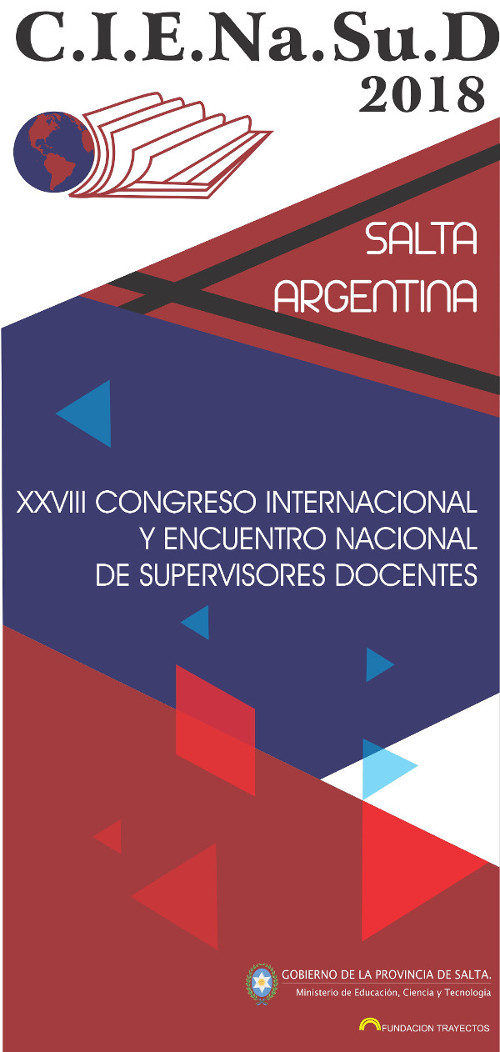 C.I.E.Na.Su.D
2018
SALTA
ARGENTINA
XXVIII CONGRESO INTERNACIONAL
Y ENCUENTRO NACIONAL
DE SUPERVISORES DOCENTES
GOBIERNO DE LA PROVINCIA DE SALTA.
Ministerio de Educación, Ciencia y Tecnología
FUNDACION TRAYECTOS